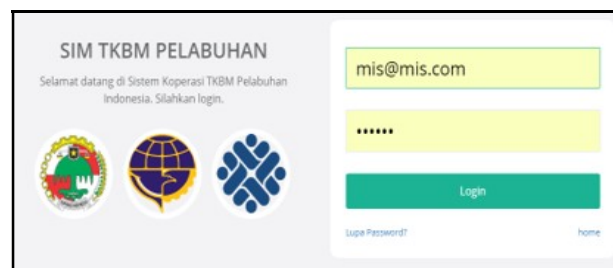 SIM TKBM PELABUHAN
Selamat datang di Sistem Koperasi TKBM Pelabuhan
Indonesia. Silahkan login.
mis@mis.com
••••••
Login
Lupa Password?
home